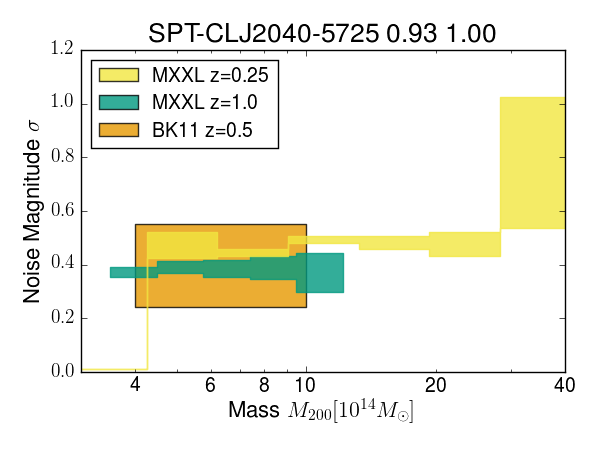 SPT-CLJ2040-5725 0.93 1.00
1.2
1.0
0.8
0.6
0.4
0.2
0.0
Noise Magnitude σ
MXXL z=0.25
MXXL z=1.0
BK11 z=0.5
4 6 8 10 20 40
Mass M₂₀₀[10¹⁴M☉]